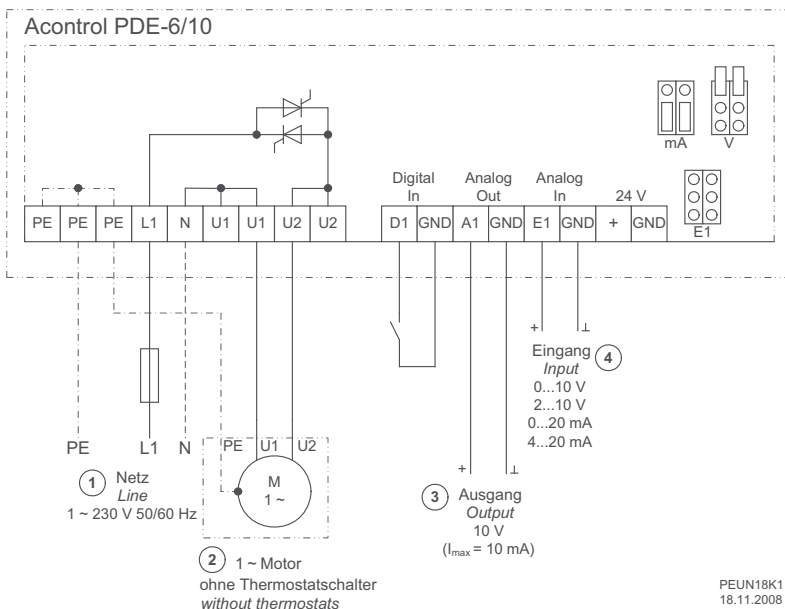 Acontrol PDE-6/10
mA V
Digital In
Analog Out
Analog In
24 V
PE PE PE L1 N U1 U1 U2 U2
D1 GND A1 GND E1 GND + GND
E1
+ ⊥
Eingang 4
Input
0...10 V
2...10 V
0...20 mA
4...20 mA
PE L1 N
PE U1 U2
M
1 ~
1 Netz
Line
1 ~ 230 V 50/60 Hz
+ ⊥
3 Ausgang
Output
10 V
(Imax = 10 mA)
2 1 ~ Motor
ohne Thermostatschalter
without thermostats
PEUN18K1
18.11.2008